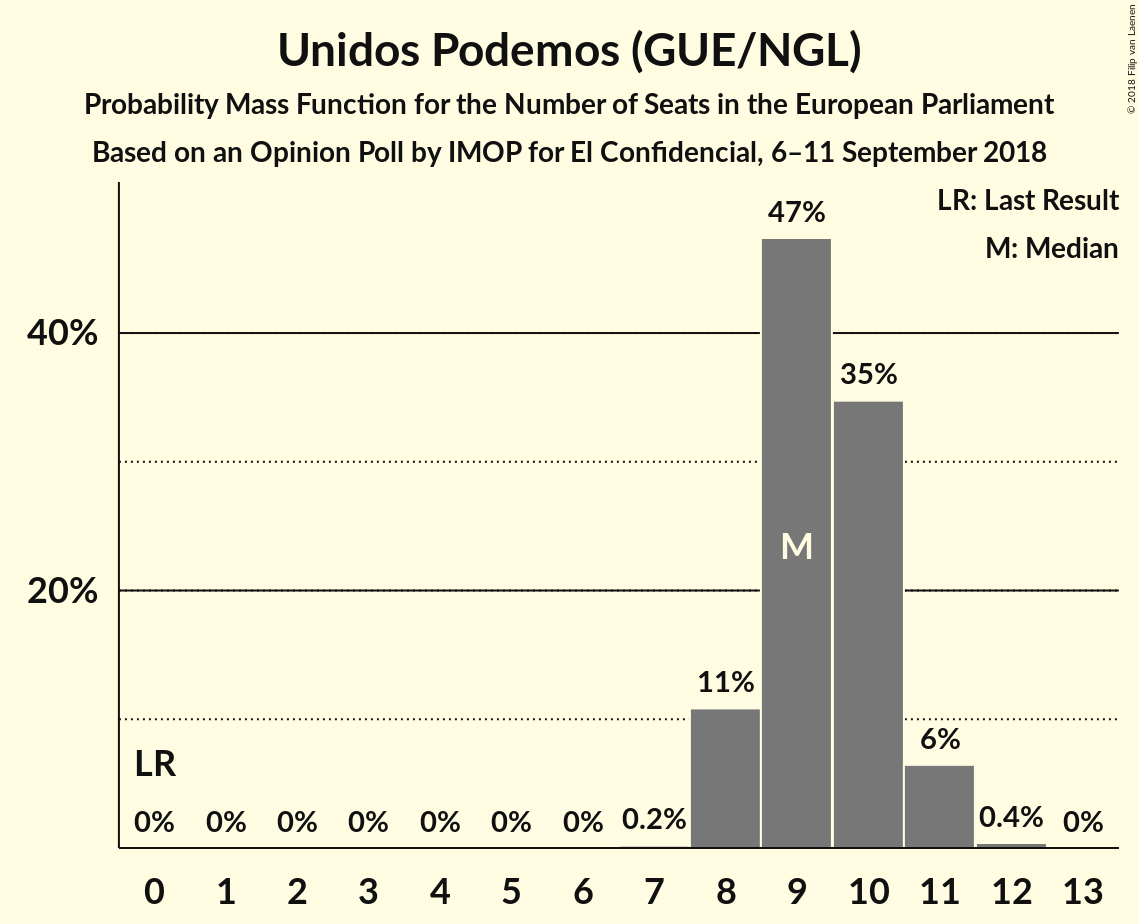 Unidos Podemos (GUE/NGL)
Probability Mass Function for the Number of Seats in the European Parliament
Based on an Opinion Poll by IMOP for El Confidencial, 6–11 September 2018
© 2018 Filip van Laenen
LR: Last Result
M: Median
47%
40%
35%
M
20%
11%
6%
LR
0% 0% 0% 0% 0% 0% 0% 0.2% 0.4% 0%
0 1 2 3 4 5 6 7 8 9 10 11 12 13